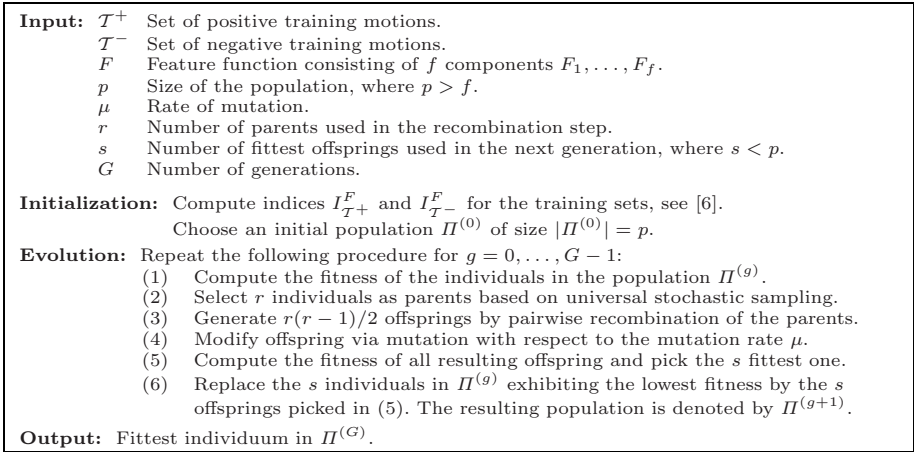 Input: 𝒯⁺ Set of positive training motions.
𝒯⁻ Set of negative training motions.
F Feature function consisting of f components F₁, . . . , F_f.
p Size of the population, where p > f.
μ Rate of mutation.
r Number of parents used in the recombination step.
s Number of fittest offsprings used in the next generation, where s < p.
G Number of generations.
Initialization: Compute indices I^F_{𝒯⁺} and I^F_{𝒯⁻} for the training sets, see [6].
Choose an initial population Π⁽⁰⁾ of size |Π⁽⁰⁾| = p.
Evolution: Repeat the following procedure for g = 0, . . . , G − 1:
(1) Compute the fitness of the individuals in the population Π⁽ᵍ⁾.
(2) Select r individuals as parents based on universal stochastic sampling.
(3) Generate r(r − 1)/2 offsprings by pairwise recombination of the parents.
(4) Modify offspring via mutation with respect to the mutation rate μ.
(5) Compute the fitness of all resulting offspring and pick the s fittest one.
(6) Replace the s individuals in Π⁽ᵍ⁾ exhibiting the lowest fitness by the s
offsprings picked in (5). The resulting population is denoted by Π⁽ᵍ⁺¹⁾.
Output: Fittest individuum in Π⁽ᴳ⁾.